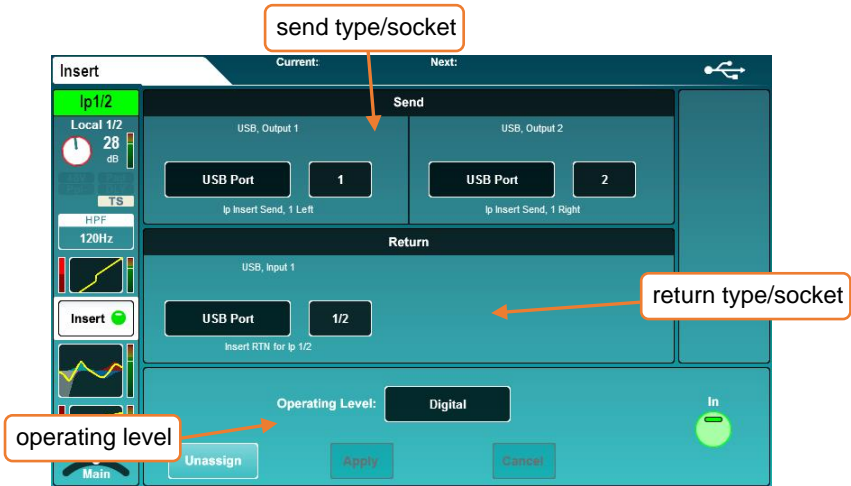 send type/socket
Insert
Current:
Next:
Ip1/2
Send
Local 1/2
28
dB
USB, Output 1
USB, Output 2
USB Port
1
USB Port
2
TS
Ip Insert Send, 1 Left
Ip Insert Send, 1 Right
HPF
120Hz
Return
USB, Input 1
return type/socket
Insert
USB Port
1/2
Insert RTN for Ip 1/2
Operating Level:
Digital
In
operating level
Unassign
Apply
Cancel
Main